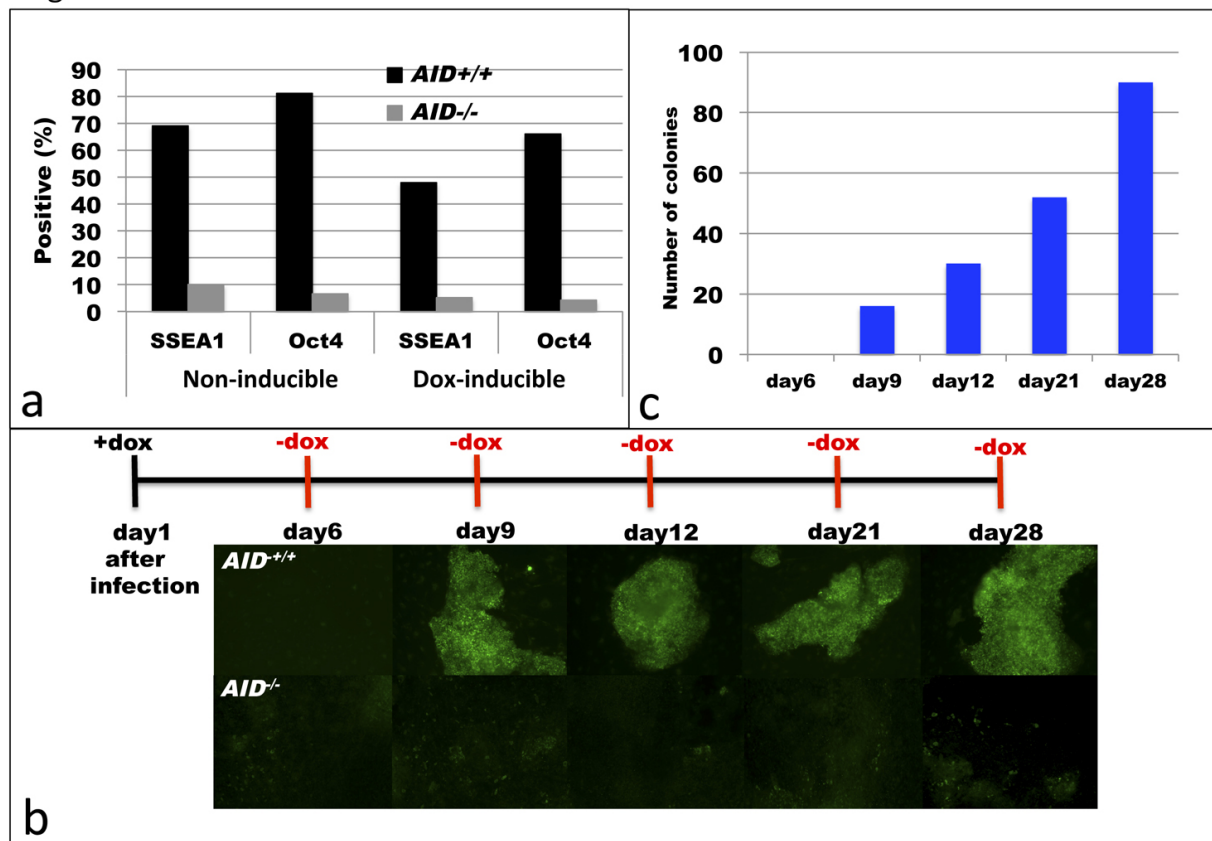 90
80
70
60
50
40
30
20
10
0
Positive (%)
AID+/+
AID-/-
SSEA1 Oct4 SSEA1 Oct4
Non-inducible Dox-inducible
a
100
80
60
40
20
0
Number of colonies
day6 day9 day12 day21 day28
c
+dox -dox -dox -dox -dox -dox
day1 day6 day9 day12 day21 day28
after
infection
AID+/+
AID-/-
b